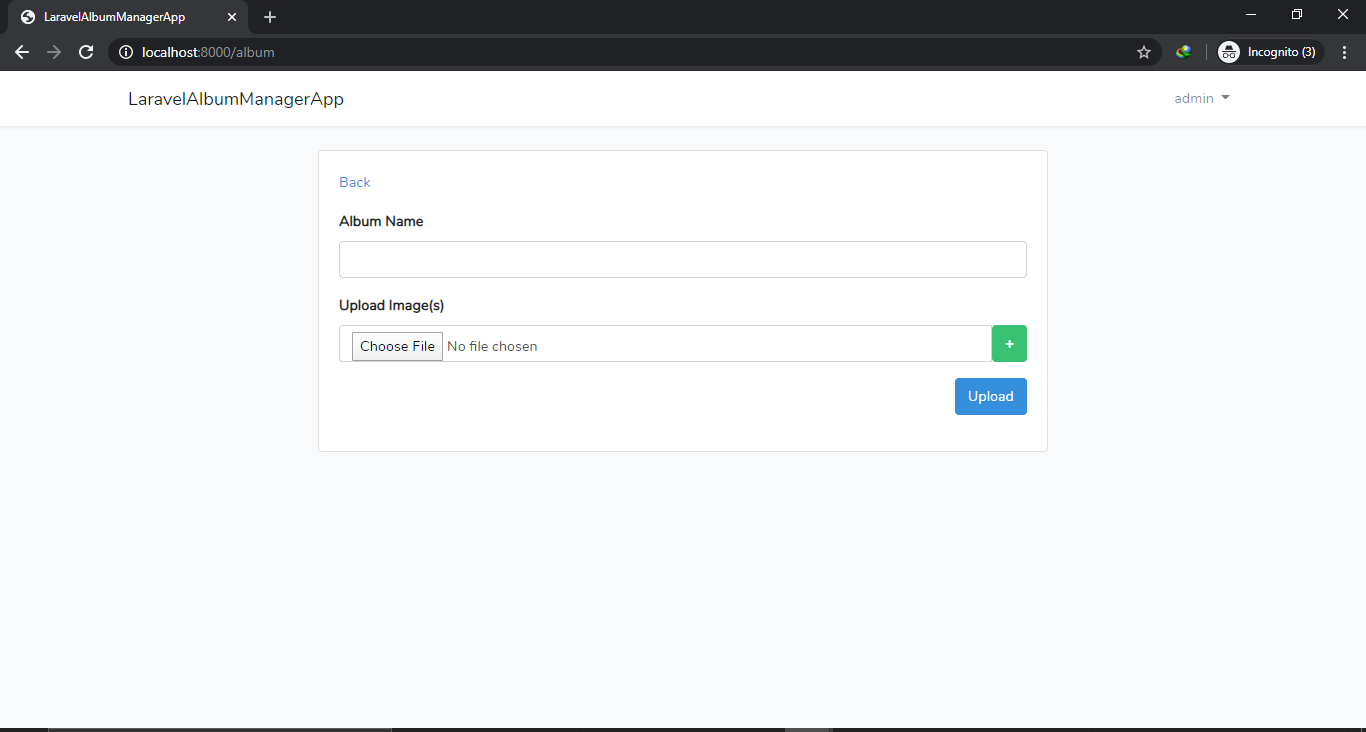 LaravelAlbumManagerApp
localhost:8000/album
Incognito (3)
LaravelAlbumManagerApp
admin
Back
Album Name
Upload Image(s)
Choose File No file chosen
+
Upload